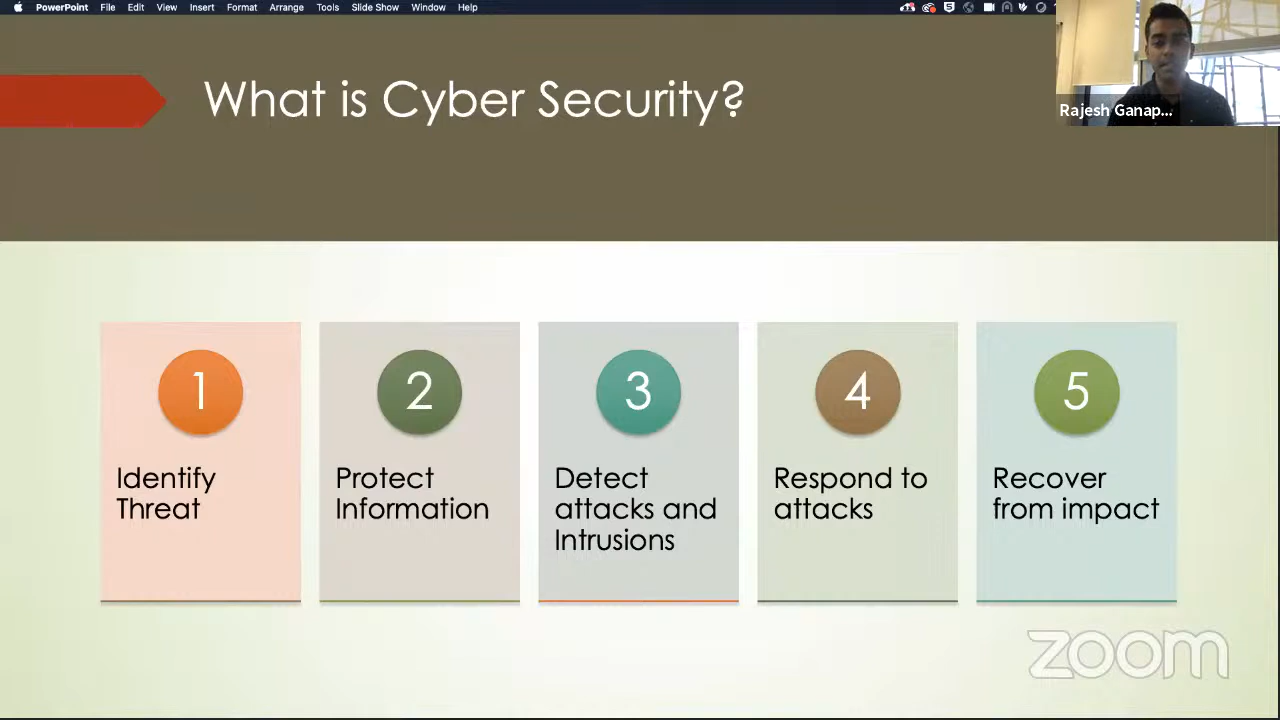 PowerPoint File Edit View Insert Format Arrange Tools Slide Show Window Help
What is Cyber Security?
Rajesh Ganap...
1
Identify
Threat
2
Protect
Information
3
Detect
attacks and
Intrusions
4
Respond to
attacks
5
Recover
from impact
zoom